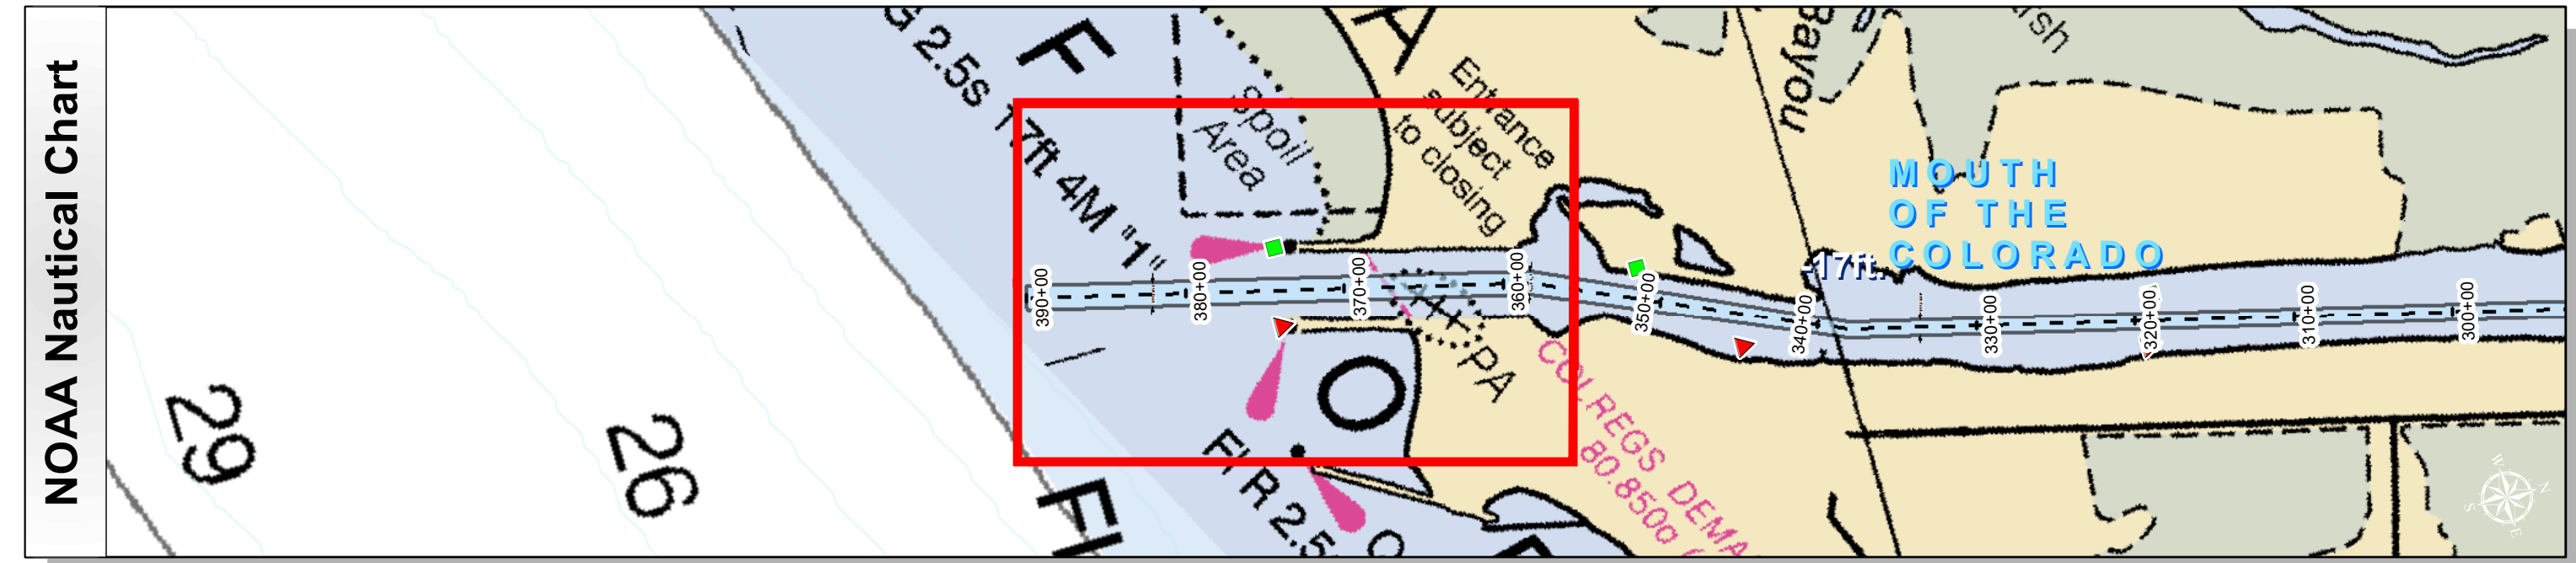 NOAA Nautical Chart
29
26
F
G 2.5s 17ft 4M "1"
Spoil
Area
A
Entrance
subject
to closing
Bayou
MOUTH
OF THE
COLORADO
-17ft.
390+00
380+00
370+00
360+00
350+00
340+00
330+00
320+00
310+00
300+00
PA
O
COLREGS DEMA
80.850a (
Fl R 2.5
Fl
N
E
S
W